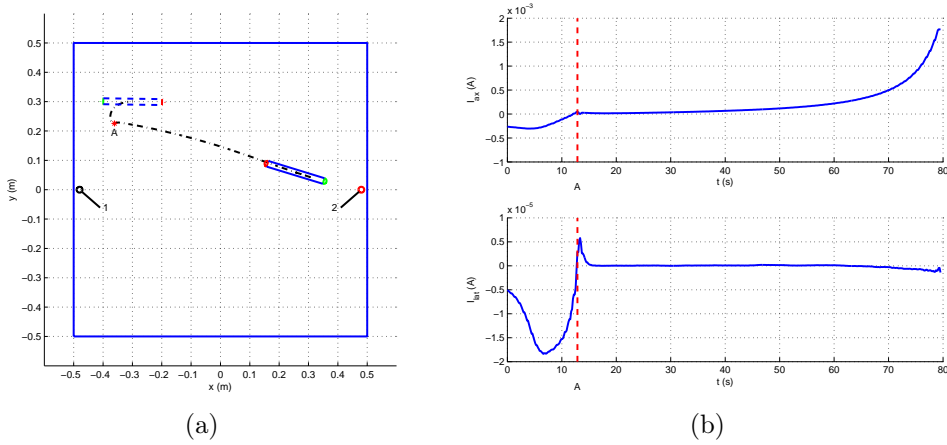 0.5
0.4
0.3
0.2
0.1
0
−0.1
−0.2
−0.3
−0.4
−0.5
y (m)
A
1
2
−0.5 −0.4 −0.3 −0.2 −0.1 0 0.1 0.2 0.3 0.4 0.5
x (m)
(a)
x 10⁻³
2
1.5
1
0.5
0
−0.5
−1
I_ax (A)
0 10 20 30 40 50 60 70 80
t (s)
A
x 10⁻⁵
1
0.5
0
−0.5
−1
−1.5
−2
I_lat (A)
0 10 20 30 40 50 60 70 80
t (s)
A
(b)